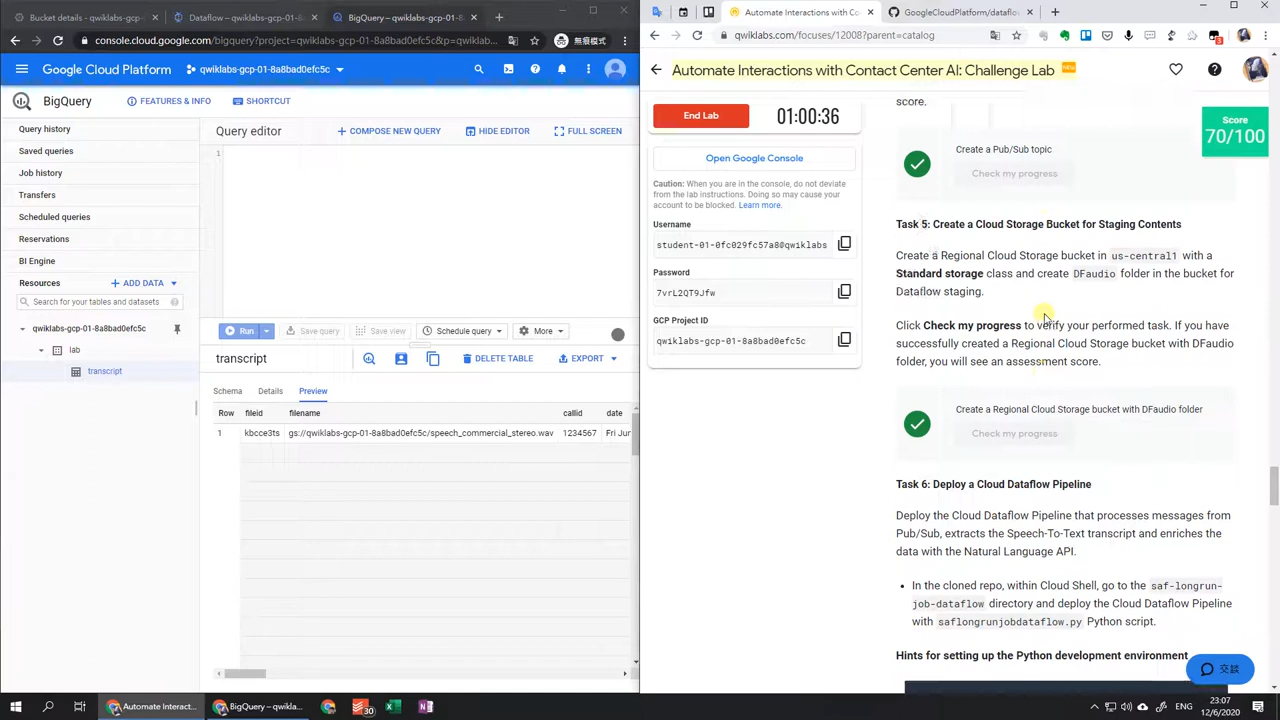 list buckets - qwiklabs-gcp
Dataflow – qwiklabs-gcp-01
BigQuery – qwiklabs-gcp-01-8
console.cloud.google.com/bigquery?project=qwiklabs-gcp-01-8a8bad0efc5c&p=qwiklabs...
無痕模式
Google Cloud Platform
qwiklabs-gcp-01-8a8bad0efc5c
BigQuery
FEATURES & INFO
SHORTCUT
Query history
Saved queries
Job history
Transfers
Scheduled queries
Reservations
BI Engine
Resources
ADD DATA
Search for your tables and datasets
qwiklabs-gcp-01-8a8bad0efc5c
lab
transcript
Query editor
COMPOSE NEW QUERY
HIDE EDITOR
FULL SCREEN
1
Run
Save query
Save view
Schedule query
More
transcript
DELETE TABLE
EXPORT
Schema
Details
Preview
Row
fileid
filename
callid
date
1
kbcce3ts
gs://qwiklabs-gcp-01-8a8bad0efc5c/speech_commercial_stereo.wav
1234567
Fri Jun
Automate Interactions with Co
GoogleCloudPlatform/dataflow
qwiklabs.com/focuses/12008?parent=catalog
Automate Interactions with Contact Center AI: Challenge Lab
End Lab
01:00:36
Open Google Console
Caution: When you are in the console, do not deviate
from the lab instructions. Doing so may cause your
account to be blocked. Learn more.
Username
student-01-0fc029fc57a8@qwiklabs
Password
7vrL2QT9Jfw
GCP Project ID
qwiklabs-gcp-01-8a8bad0efc5c
score.
Score
70/100
Create a Pub/Sub topic
Check my progress
Task 5: Create a Cloud Storage Bucket for Staging Contents
Create a Regional Cloud Storage bucket in us-central1 with a
Standard storage class and create DFaudio folder in the bucket for
Dataflow staging.
Click Check my progress to verify your performed task. If you have
successfully created a Regional Cloud Storage bucket with DFaudio
folder, you will see an assessment score.
Create a Regional Cloud Storage bucket with DFaudio folder
Check my progress
Task 6: Deploy a Cloud Dataflow Pipeline
Deploy the Cloud Dataflow Pipeline that processes messages from
Pub/Sub, extracts the Speech-To-Text transcript and enriches the
data with the Natural Language API.
• In the cloned repo, within Cloud Shell, go to the saf-longrun-
job-dataflow directory and deploy the Cloud Dataflow Pipeline
with saflongrunjobdataflow.py Python script.
Hints for setting up the Python development environment
交談
Automate Interact...
BigQuery – qwikla...
30
ENG
23:07
12/6/2020